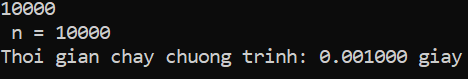 10000
 n = 10000
Thoi gian chay chuong trinh: 0.001000 giay